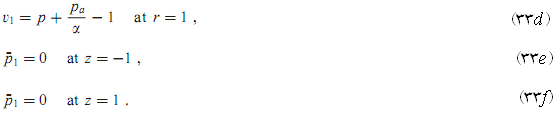 v₁ = p + pₐ/α − 1 at r = 1 , (۳۳d)
p̄₁ = 0 at z = −1 , (۳۳e)
p̄₁ = 0 at z = 1 . (۳۳f)